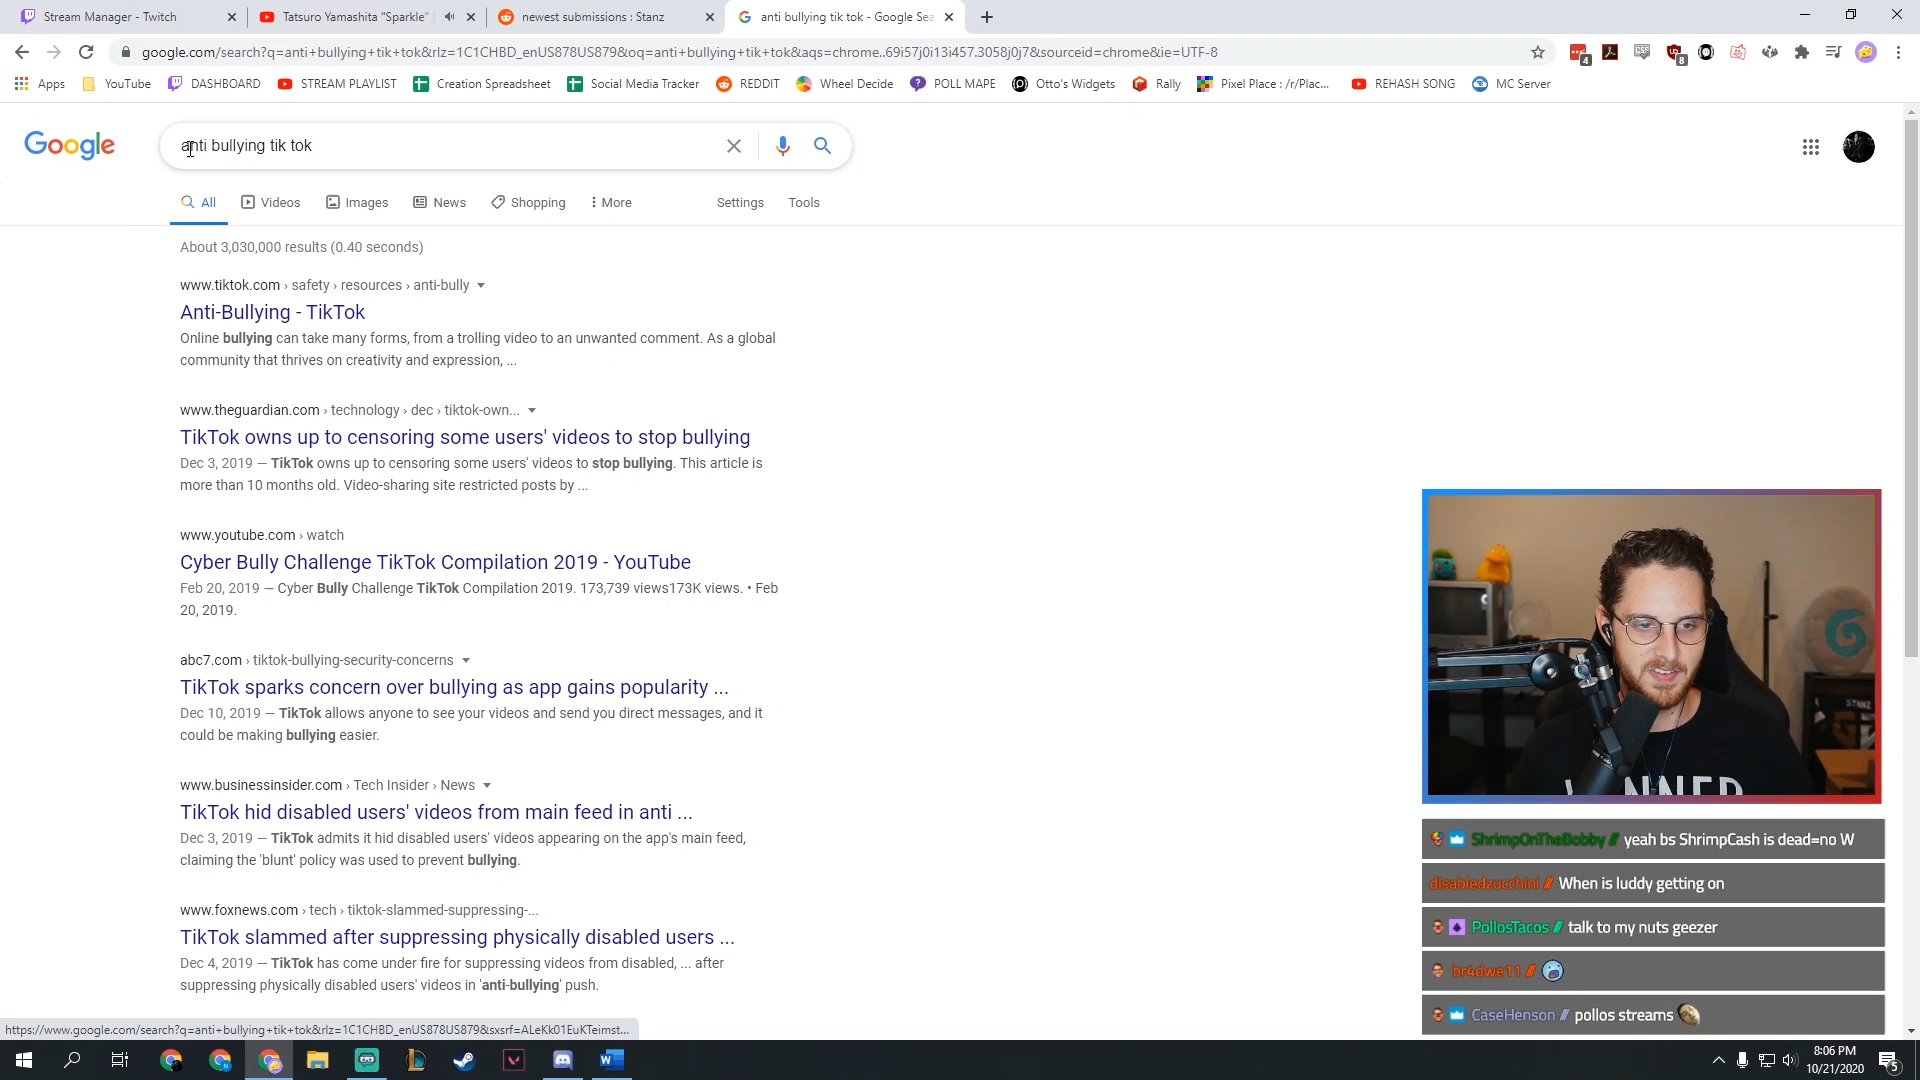 Stream Manager - Twitch
Tatsuro Yamashita "Sparkle"
newest submissions : Stanz
anti bullying tik tok - Google Sea
google.com/search?q=anti+bullying+tik+tok&rlz=1C1CHBD_enUS878US879&oq=anti+bullying+tik+tok&aqs=chrome..69i57j0i13i457.3058j0j7&sourceid=chrome&ie=UTF-8
4
8
Apps
YouTube
DASHBOARD
STREAM PLAYLIST
Creation Spreadsheet
Social Media Tracker
REDDIT
Wheel Decide
POLL MAPE
Otto's Widgets
Rally
Pixel Place : /r/Plac...
REHASH SONG
MC Server
Google
anti bullying tik tok
All
Videos
Images
News
Shopping
More
Settings
Tools
About 3,030,000 results (0.40 seconds)
www.tiktok.com › safety › resources › anti-bully
Anti-Bullying - TikTok
Online bullying can take many forms, from a trolling video to an unwanted comment. As a global
community that thrives on creativity and expression, ...
www.theguardian.com › technology › dec › tiktok-own...
TikTok owns up to censoring some users' videos to stop bullying
Dec 3, 2019 — TikTok owns up to censoring some users' videos to stop bullying. This article is
more than 10 months old. Video-sharing site restricted posts by ...
www.youtube.com › watch
Cyber Bully Challenge TikTok Compilation 2019 - YouTube
Feb 20, 2019 — Cyber Bully Challenge TikTok Compilation 2019. 173,739 views173K views. • Feb
20, 2019.
abc7.com › tiktok-bullying-security-concerns
TikTok sparks concern over bullying as app gains popularity ...
Dec 10, 2019 — TikTok allows anyone to see your videos and send you direct messages, and it
could be making bullying easier.
www.businessinsider.com › Tech Insider › News
TikTok hid disabled users' videos from main feed in anti ...
Dec 3, 2019 — TikTok admits it hid disabled users' videos appearing on the app's main feed,
claiming the 'blunt' policy was used to prevent bullying.
www.foxnews.com › tech › tiktok-slammed-suppressing-...
TikTok slammed after suppressing physically disabled users ...
Dec 4, 2019 — TikTok has come under fire for suppressing videos from disabled, ... after
suppressing physically disabled users' videos in 'anti-bullying' push.
https://www.google.com/search?q=anti+bullying+tik+tok&rlz=1C1CHBD_enUS878US879&sxsrf=ALeKk01EuKTeimst...
ShrimpOnTheBobby // yeah bs ShrimpCash is dead=no W
disabledzucchini // When is luddy getting on
PollosTacos // talk to my nuts geezer
br4dwe11 //
CaseHenson // pollos streams
8:06 PM
10/21/2020
5